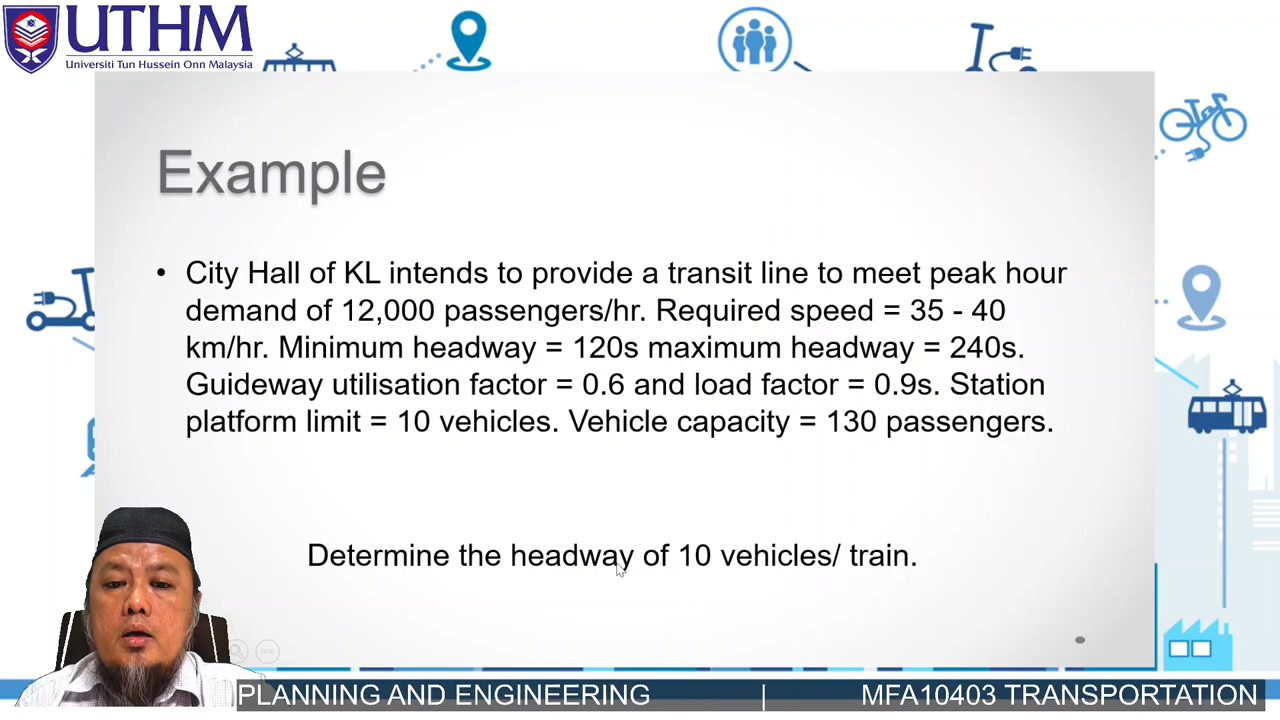 UTHM
Universiti Tun Hussein Onn Malaysia
Example
• City Hall of KL intends to provide a transit line to meet peak hour
demand of 12,000 passengers/hr. Required speed = 35 - 40
km/hr. Minimum headway = 120s maximum headway = 240s.
Guideway utilisation factor = 0.6 and load factor = 0.9s. Station
platform limit = 10 vehicles. Vehicle capacity = 130 passengers.
Determine the headway of 10 vehicles/ train.
PLANNING AND ENGINEERING | MFA10403 TRANSPORTATION